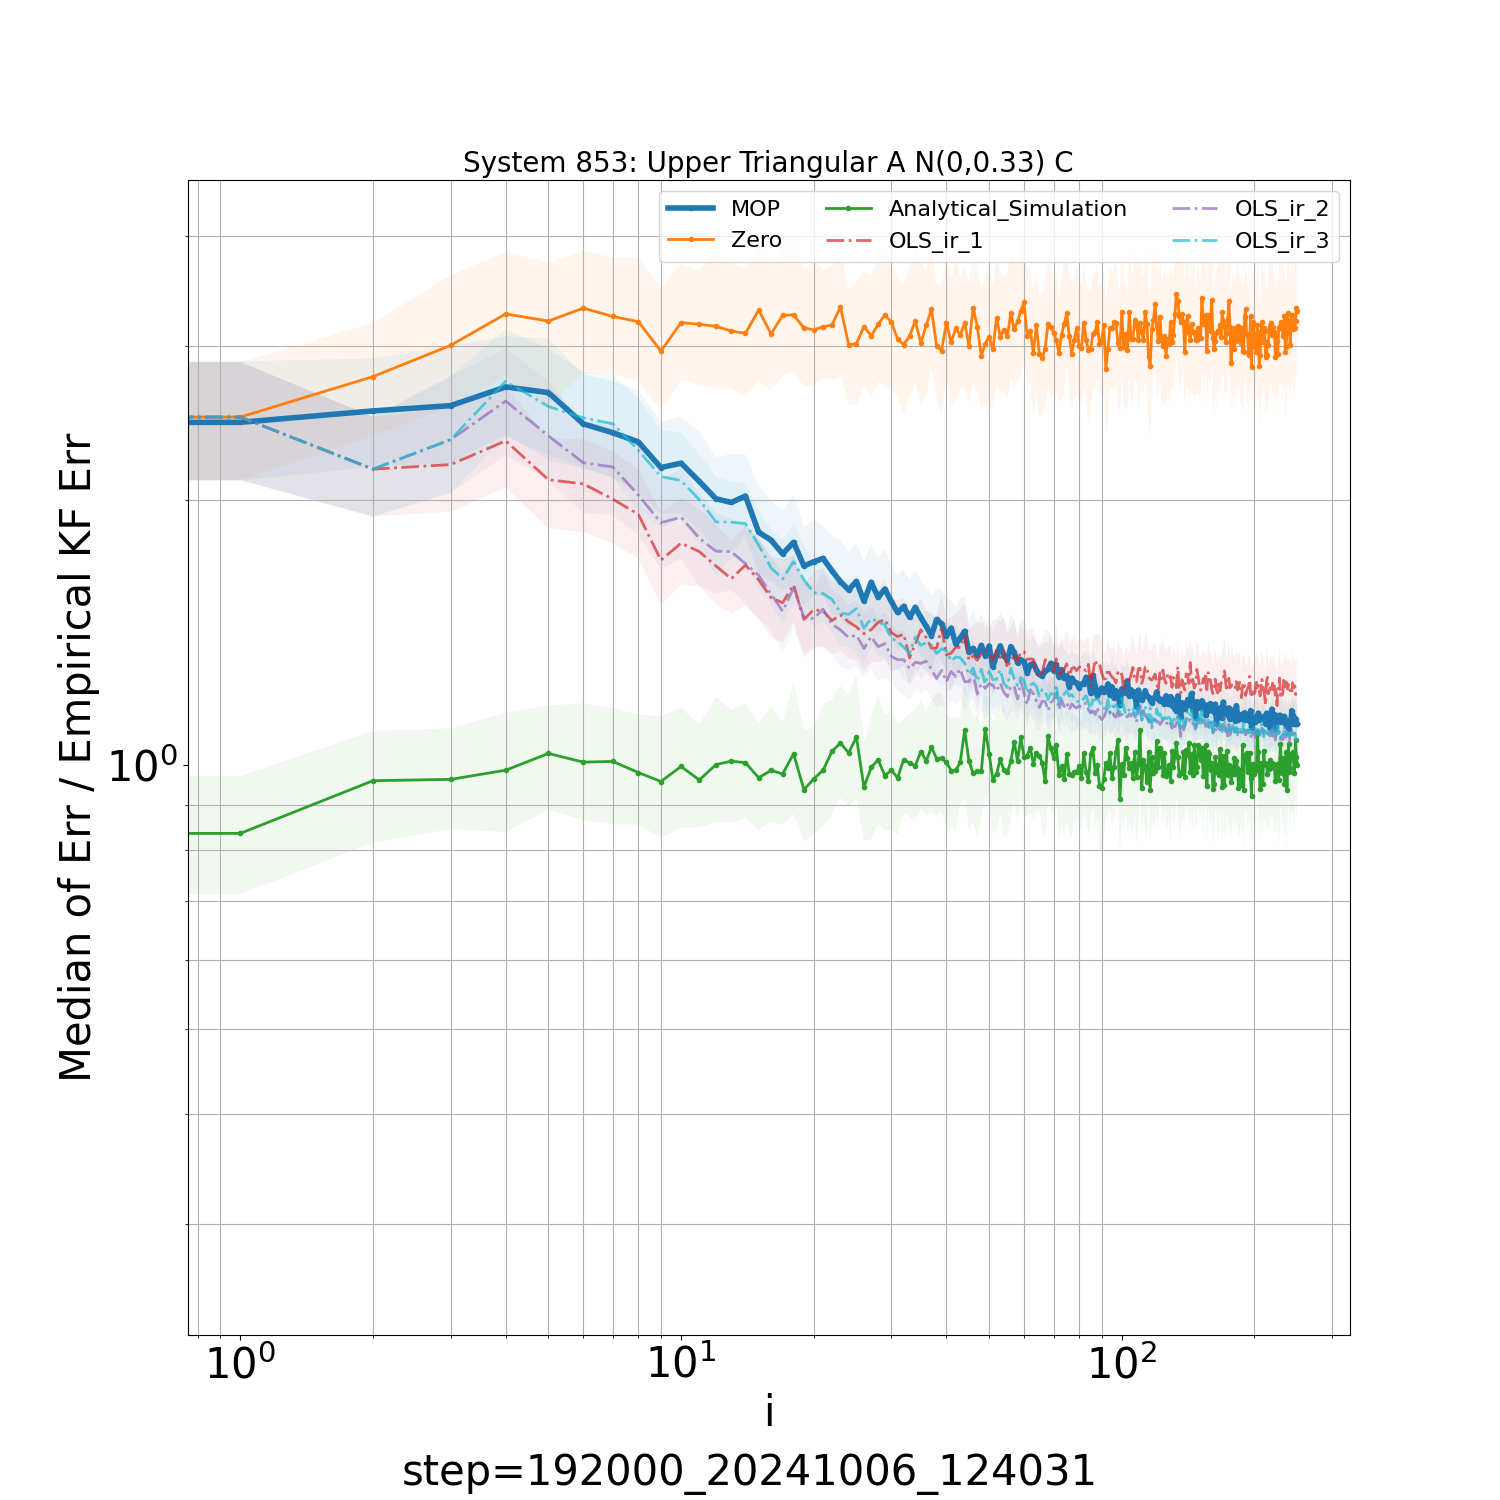 System 853: Upper Triangular A N(0,0.33) C
MOP
Zero
Analytical_Simulation
OLS_ir_1
OLS_ir_2
OLS_ir_3
Median of Err / Empirical KF Err
10⁰
10⁰
10¹
10²
i
step=192000_20241006_124031